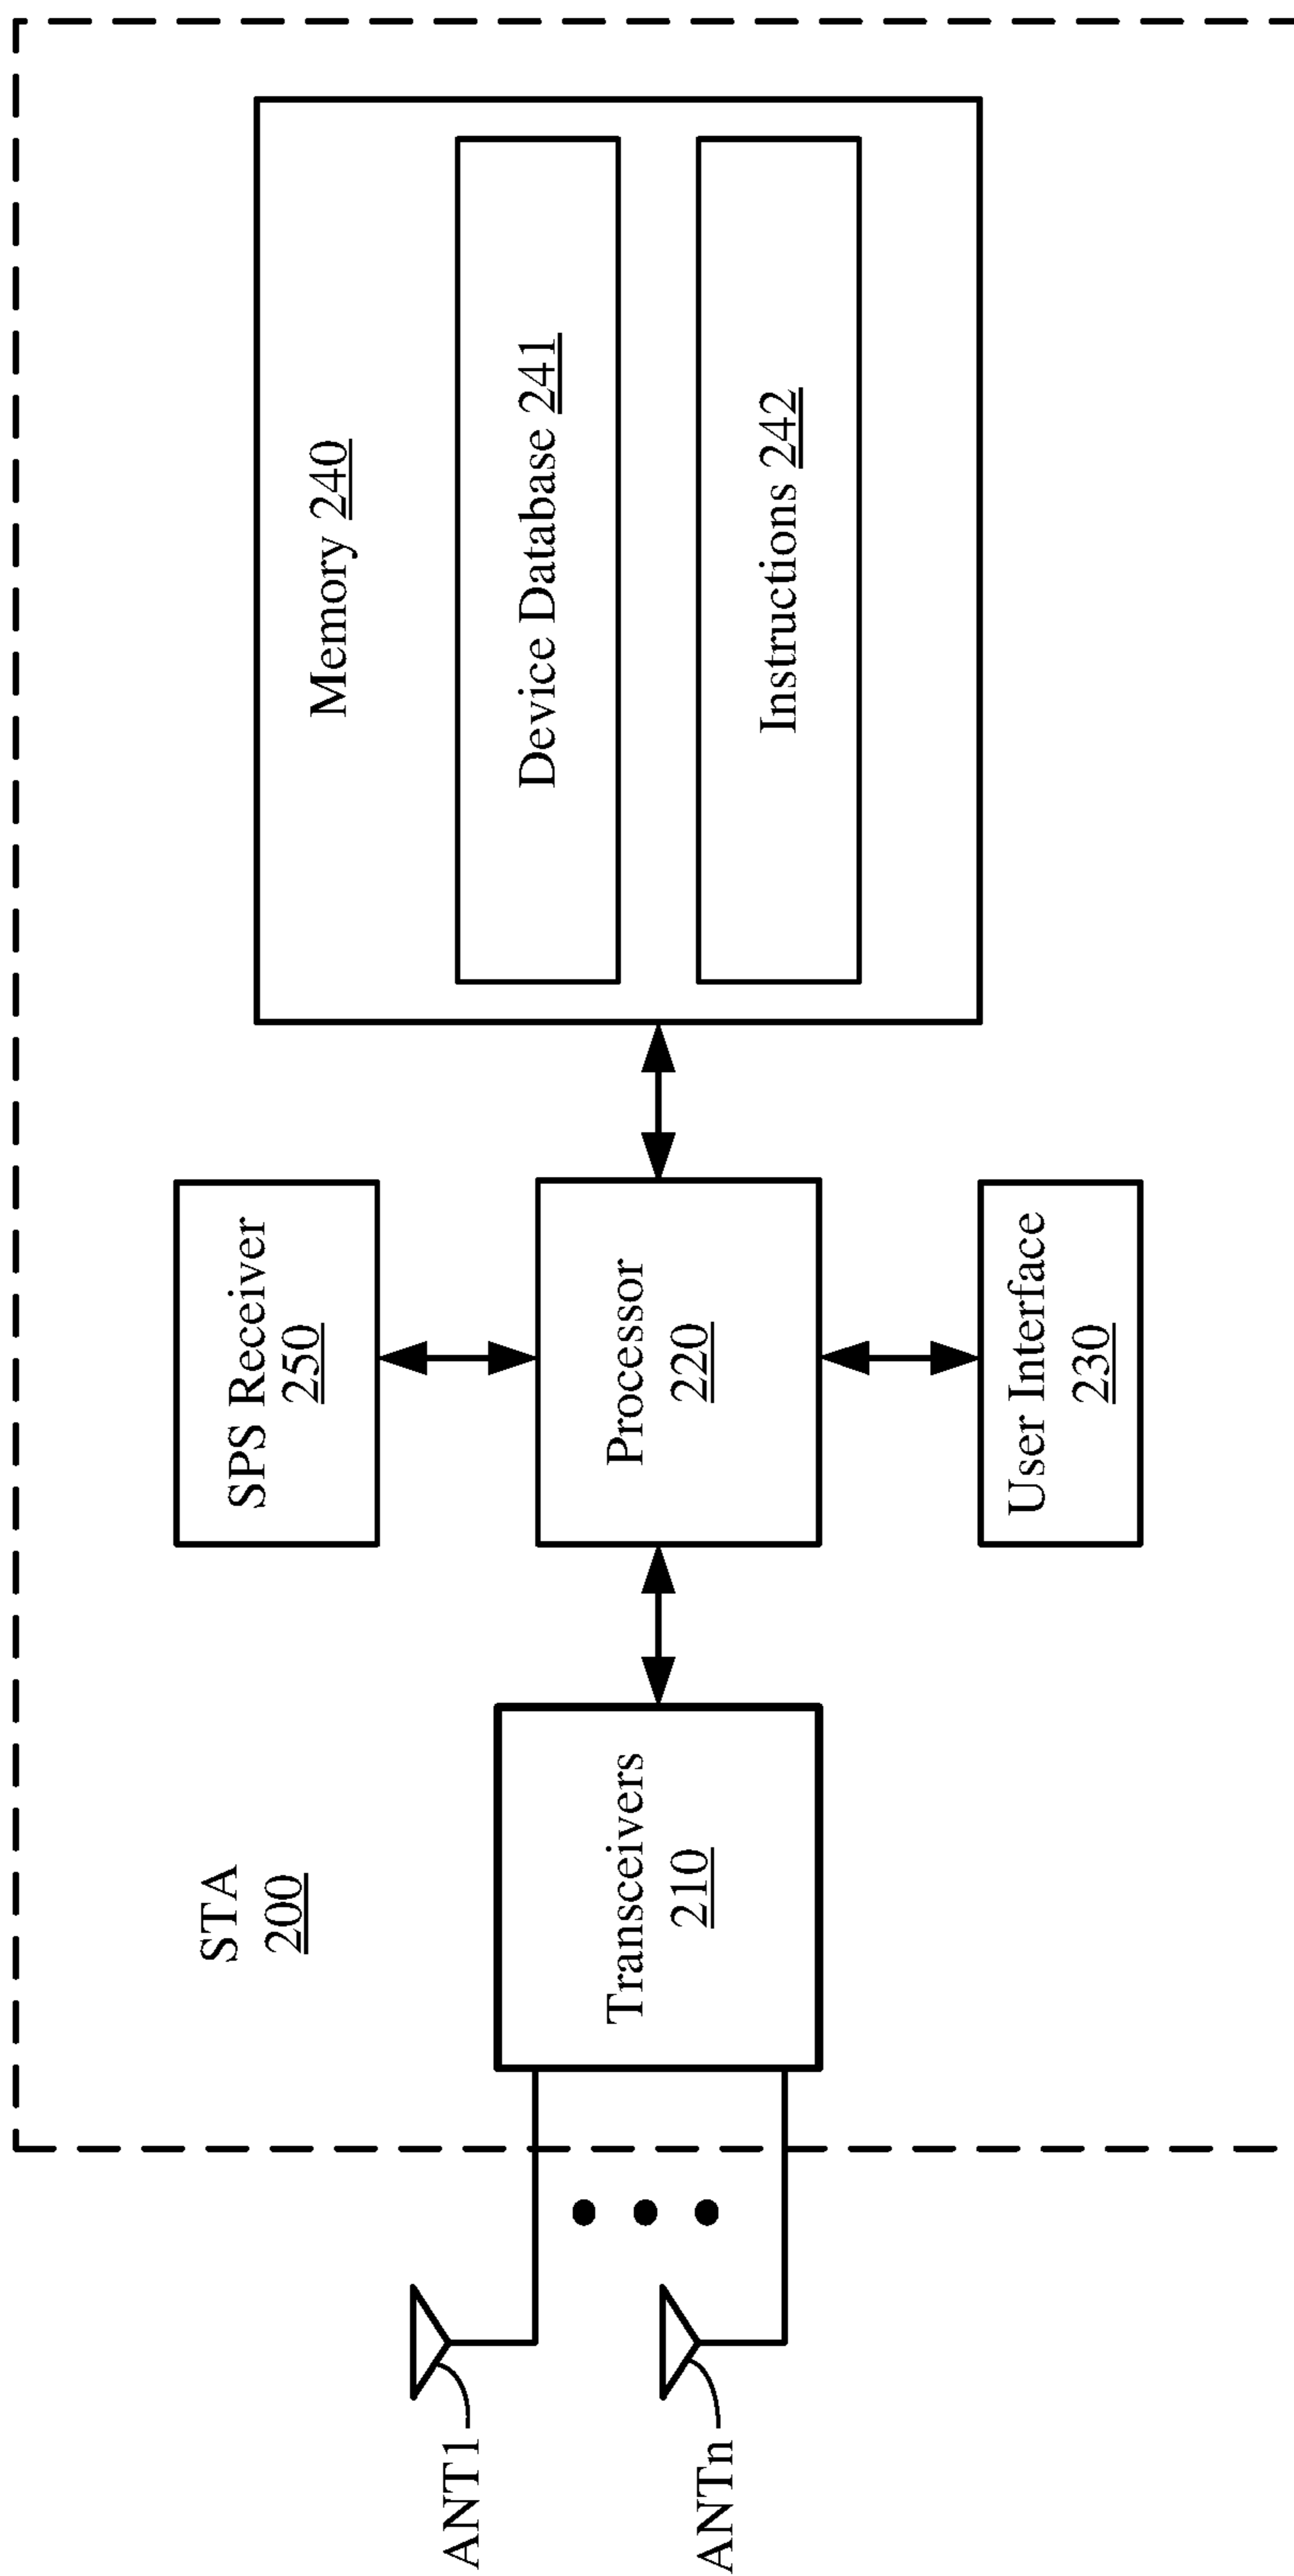 STA
200
ANT1
ANTn
Transceivers
210
SPS Receiver
250
Processor
220
User Interface
230
Memory 240
Device Database 241
Instructions 242